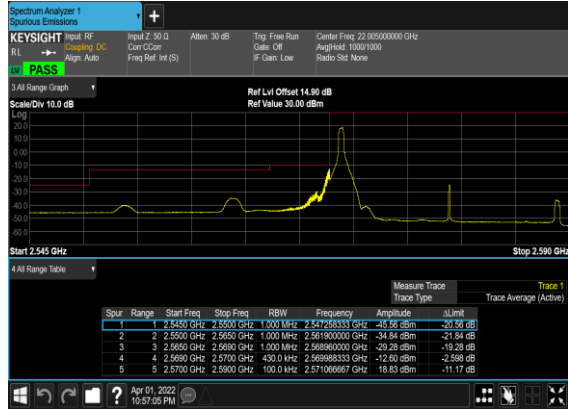 Spectrum Analyzer 1
Spurious Emissions
+
KEYSIGHT Input: RF Input Z: 50 Ω Atten: 30 dB Trig: Free Run Center Freq: 22.005000000 GHz
RL Coupling: DC Corr CCorr Gate: Off Avg|Hold: 1000/1000
Align: Auto Freq Ref: Int (S) IF Gain: Low Radio Std: None
PASS
3 All Range Graph
Ref Lvl Offset 14.90 dB
Scale/Div 10.0 dB Ref Value 30.00 dBm
Log
20.0
10.0
0.00
-10.0
-20.0
-30.0
-40.0
-50.0
-60.0
Start 2.545 GHz Stop 2.590 GHz
4 All Range Table
Measure Trace Trace 1
Trace Type Trace Average (Active)
Spur Range Start Freq Stop Freq RBW Frequency Amplitude ΔLimit
1 1 2.5450 GHz 2.5500 GHz 1.000 MHz 2.547258333 GHz -45.56 dBm -20.56 dB
2 2 2.5500 GHz 2.5650 GHz 1.000 MHz 2.561900000 GHz -34.84 dBm -21.84 dB
3 3 2.5650 GHz 2.5690 GHz 1.000 MHz 2.568960000 GHz -29.28 dBm -19.28 dB
4 4 2.5690 GHz 2.5700 GHz 430.0 kHz 2.569988333 GHz -12.60 dBm -2.598 dB
5 5 2.5700 GHz 2.5900 GHz 100.0 kHz 2.571066667 GHz 18.83 dBm -11.17 dB
? Apr 01, 2022
10:57:05 PM